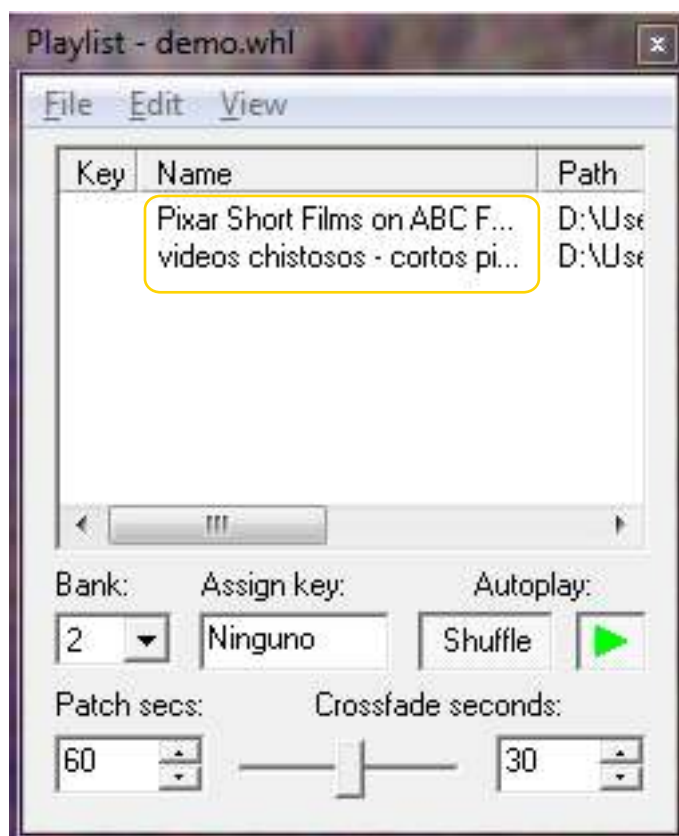 Playlist - demo.whl
File Edit View
Key Name Path
Pixar Short Films on ABC F... D:\Use
videos chistosos - cortos pi... D:\Use
Bank: Assign key: Autoplay:
2 Ninguno Shuffle
Patch secs: Crossfade seconds:
60 30